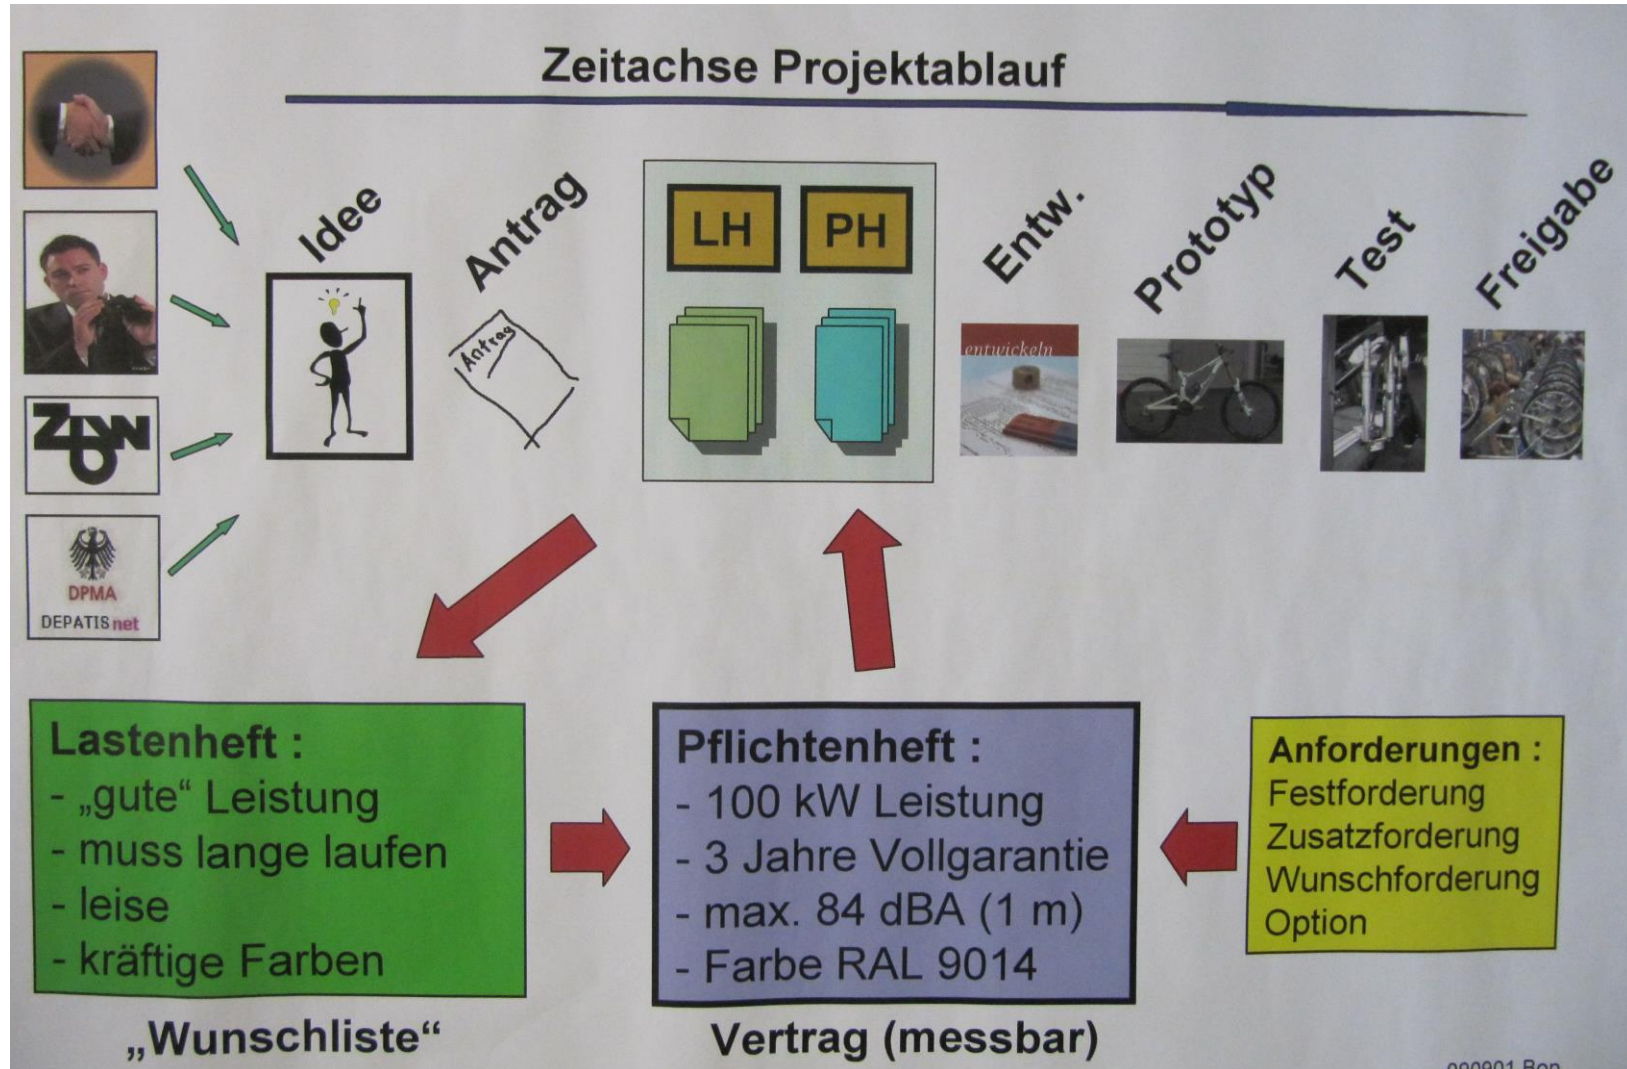 Zeitachse Projektablauf
Idee
Antrag
LH
PH
Entw.
Prototyp
Test
Freigabe
Antrag
entwickeln
ZDW
DPMA
DEPATISnet
Lastenheft :
- „gute“ Leistung
- muss lange laufen
- leise
- kräftige Farben
„Wunschliste“
Pflichtenheft :
- 100 kW Leistung
- 3 Jahre Vollgarantie
- max. 84 dBA (1 m)
- Farbe RAL 9014
Vertrag (messbar)
Anforderungen :
Festforderung
Zusatzforderung
Wunschforderung
Option